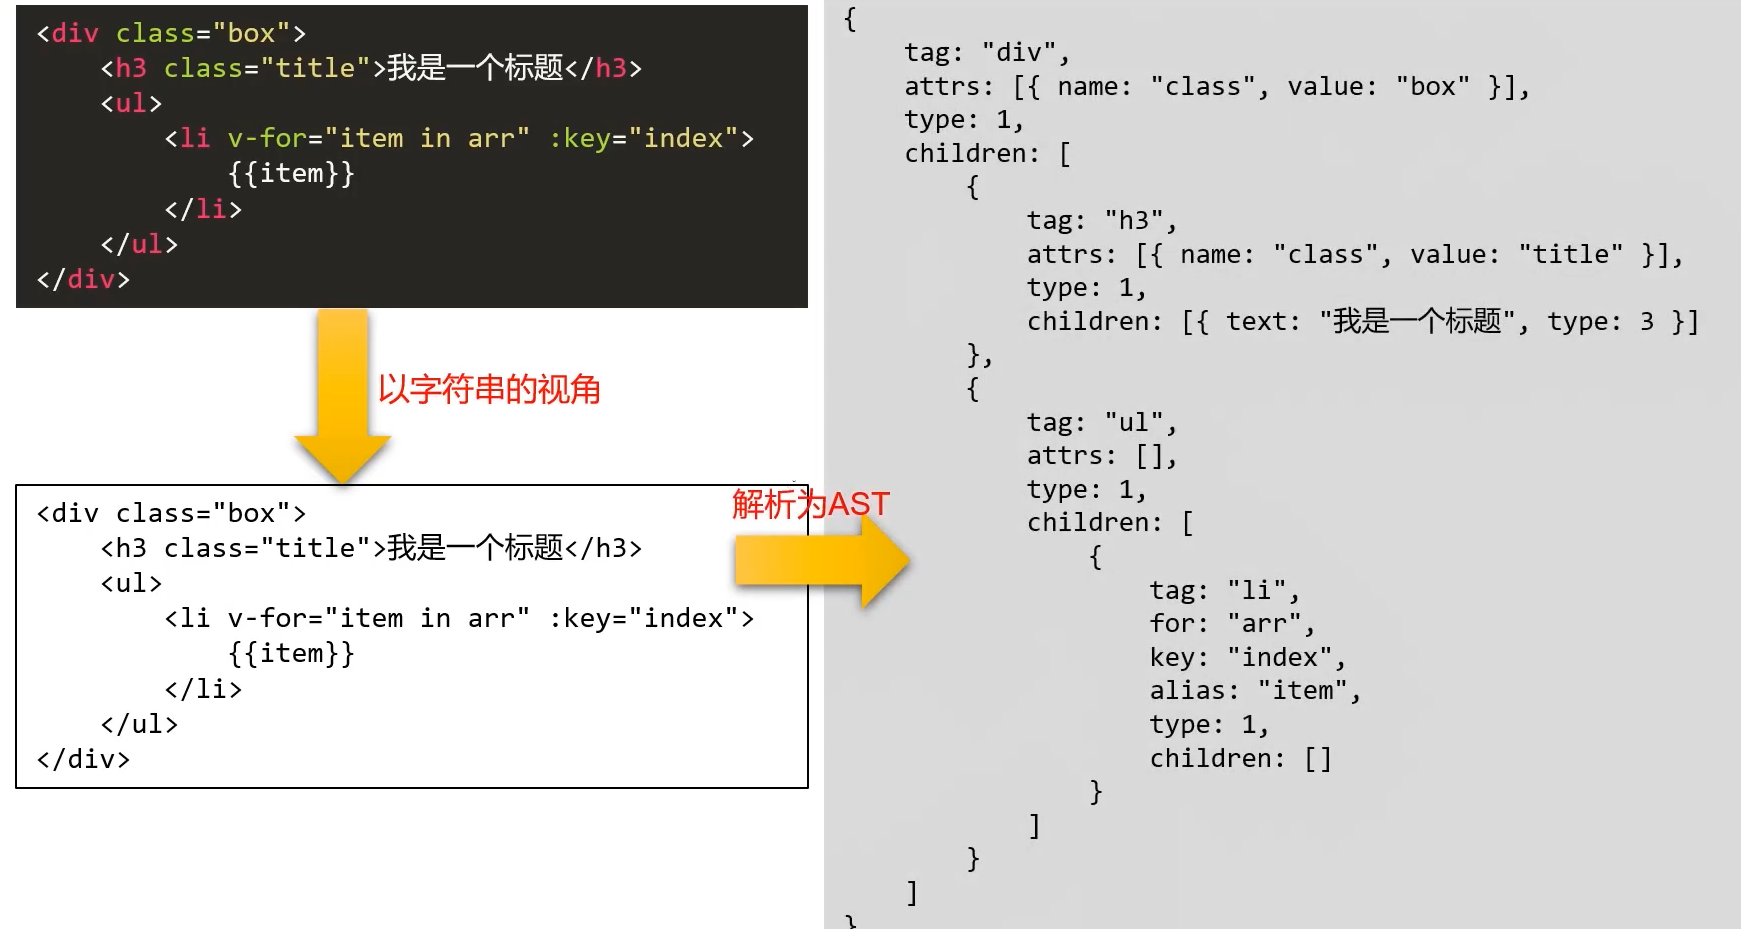 <div class="box">
    <h3 class="title">我是一个标题</h3>
    <ul>
        <li v-for="item in arr" :key="index">
            {{item}}
        </li>
    </ul>
</div>
以字符串的视角
<div class="box">
    <h3 class="title">我是一个标题</h3>
    <ul>
        <li v-for="item in arr" :key="index">
            {{item}}
        </li>
    </ul>
</div>
解析为AST
{
    tag: "div",
    attrs: [{ name: "class", value: "box" }],
    type: 1,
    children: [
        {
            tag: "h3",
            attrs: [{ name: "class", value: "title" }],
            type: 1,
            children: [{ text: "我是一个标题", type: 3 }]
        },
        {
            tag: "ul",
            attrs: [],
            type: 1,
            children: [
                {
                    tag: "li",
                    for: "arr",
                    key: "index",
                    alias: "item",
                    type: 1,
                    children: []
                }
            ]
        }
    ]
}